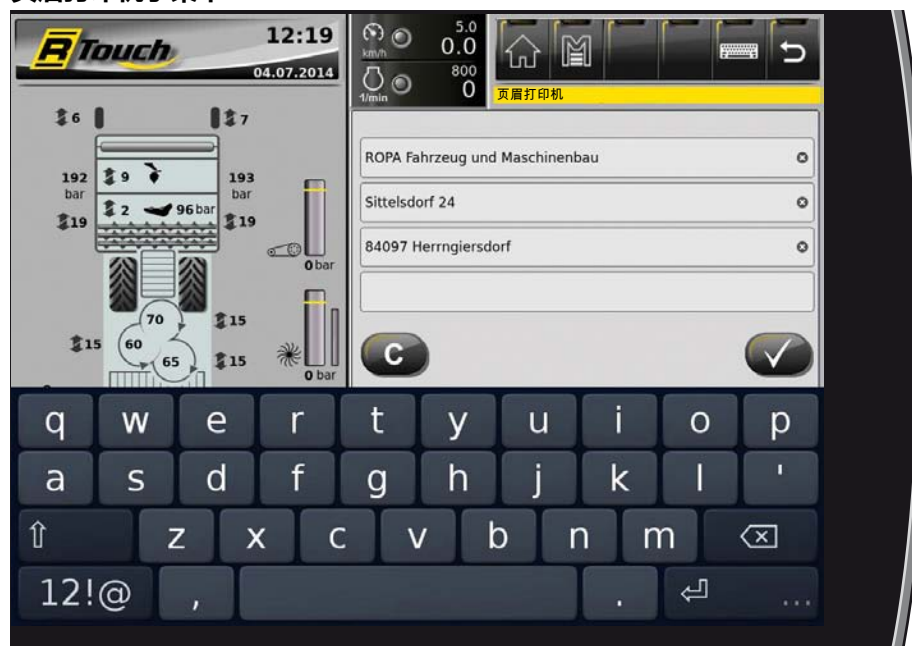 R Touch
12:19
04.07.2014
km/h
5.0
0.0
1/min
800
0
页眉打印机
6
7
192
bar
9
193
bar
2
96 bar
19
19
0 bar
70
60
65
15
15
15
0 bar
ROPA Fahrzeug und Maschinenbau
Sittelsdorf 24
84097 Herrngiersdorf
C
q w e r t y u i o p
a s d f g h j k l '
z x c v b n m
12!@ , . ...